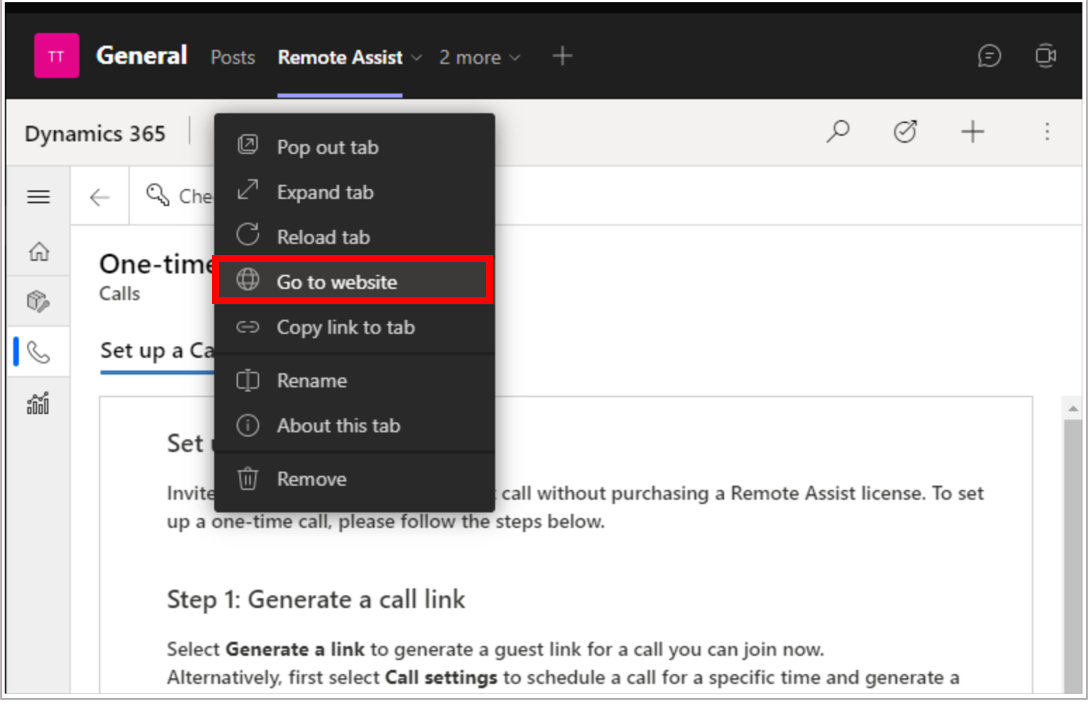 TT General Posts Remote Assist 2 more
Dynamics 365
Pop out tab
Expand tab
Che
Reload tab
One-time
Go to website
Calls
Copy link to tab
Set up a Ca
Rename
About this tab
Set
Remove
Invite call without purchasing a Remote Assist license. To set
up a one-time call, please follow the steps below.
Step 1: Generate a call link
Select Generate a link to generate a guest link for a call you can join now.
Alternatively, first select Call settings to schedule a call for a specific time and generate a